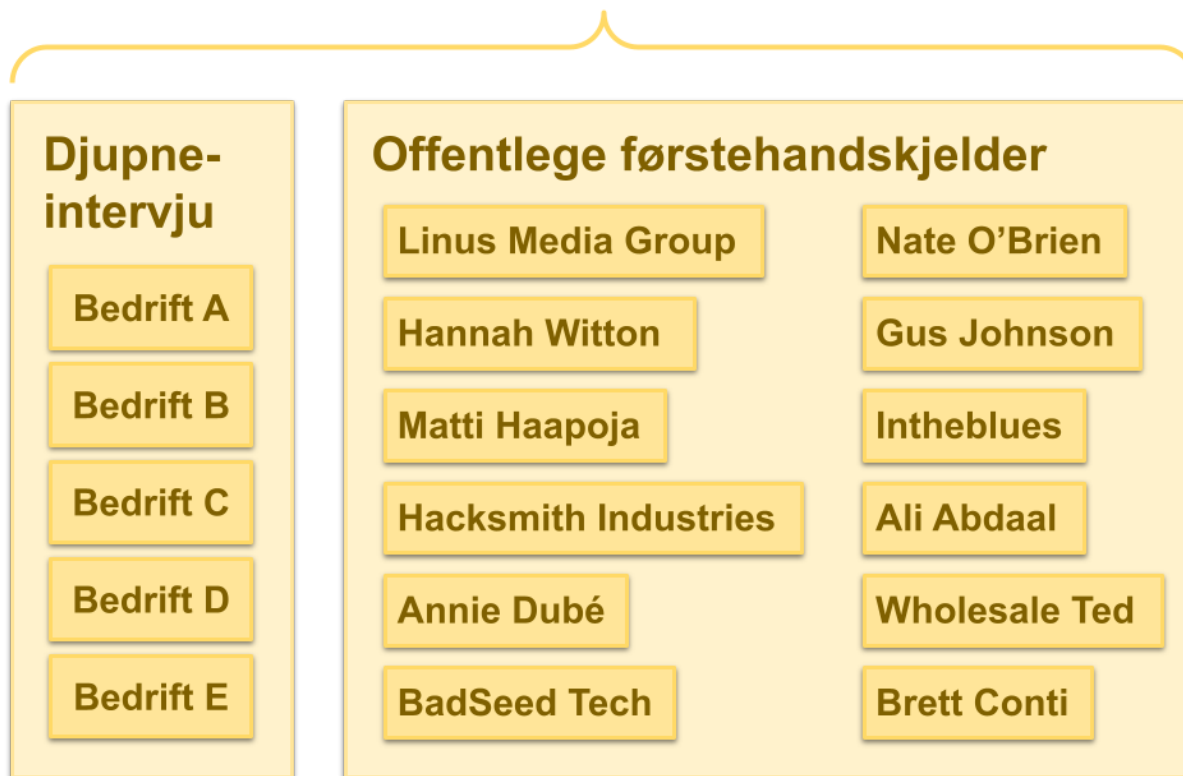 Djupne-
intervju
Bedrift A
Bedrift B
Bedrift C
Bedrift D
Bedrift E
Offentlege førstehandskjelder
Linus Media Group
Hannah Witton
Matti Haapoja
Hacksmith Industries
Annie Dubé
BadSeed Tech
Nate O’Brien
Gus Johnson
Intheblues
Ali Abdaal
Wholesale Ted
Brett Conti